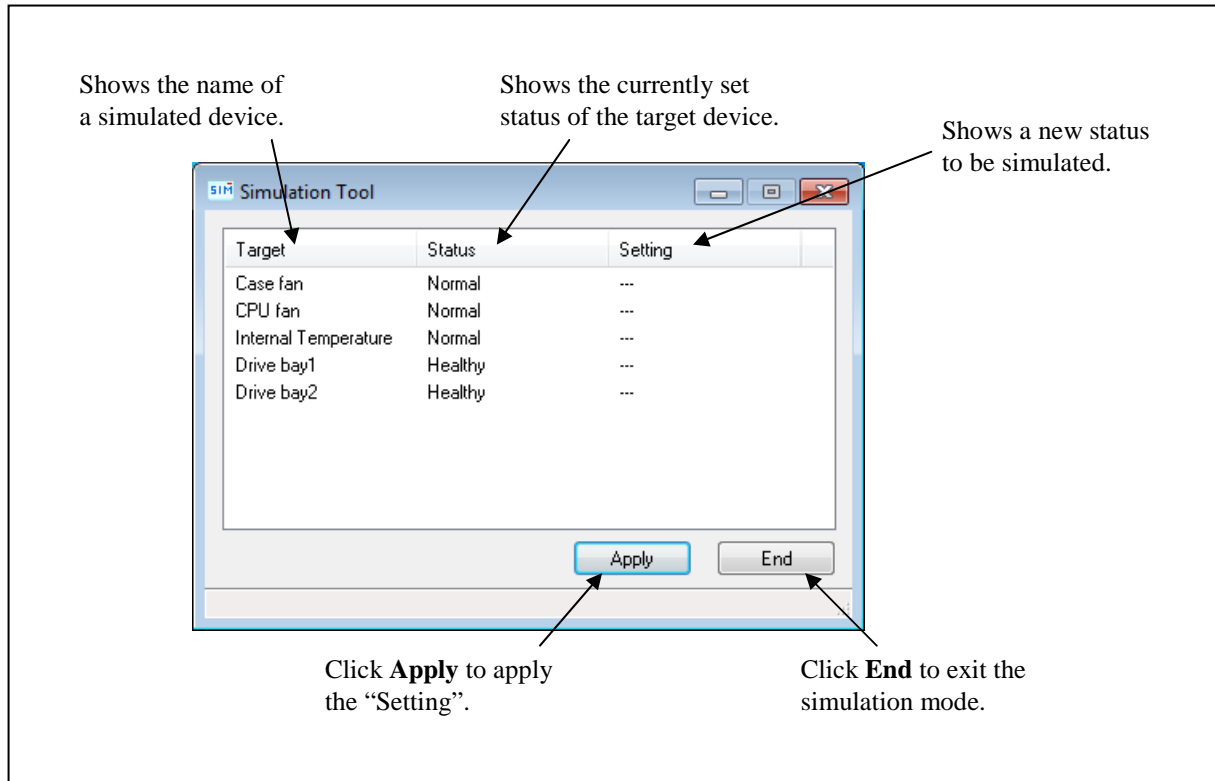 Shows the name of
a simulated device.
Shows the currently set
status of the target device.
Shows a new status
to be simulated.
SIM Simulation Tool
Target Status Setting
Case fan Normal ---
CPU fan Normal ---
Internal Temperature Normal ---
Drive bay1 Healthy ---
Drive bay2 Healthy ---
Apply End
Click Apply to apply
the “Setting”.
Click End to exit the
simulation mode.